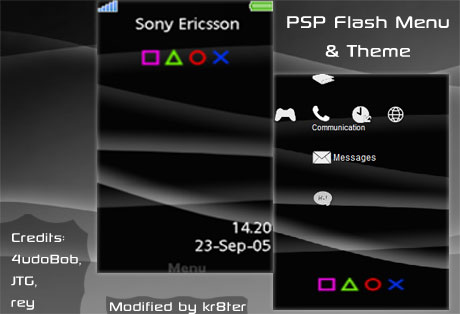 Sony Ericsson
14.20
23-Sep-05
Menu
PSP Flash Menu
& Theme
Communication
Messages
Hi!
Credits:
4udoBob,
JTG,
rey
Modified by kr8ter